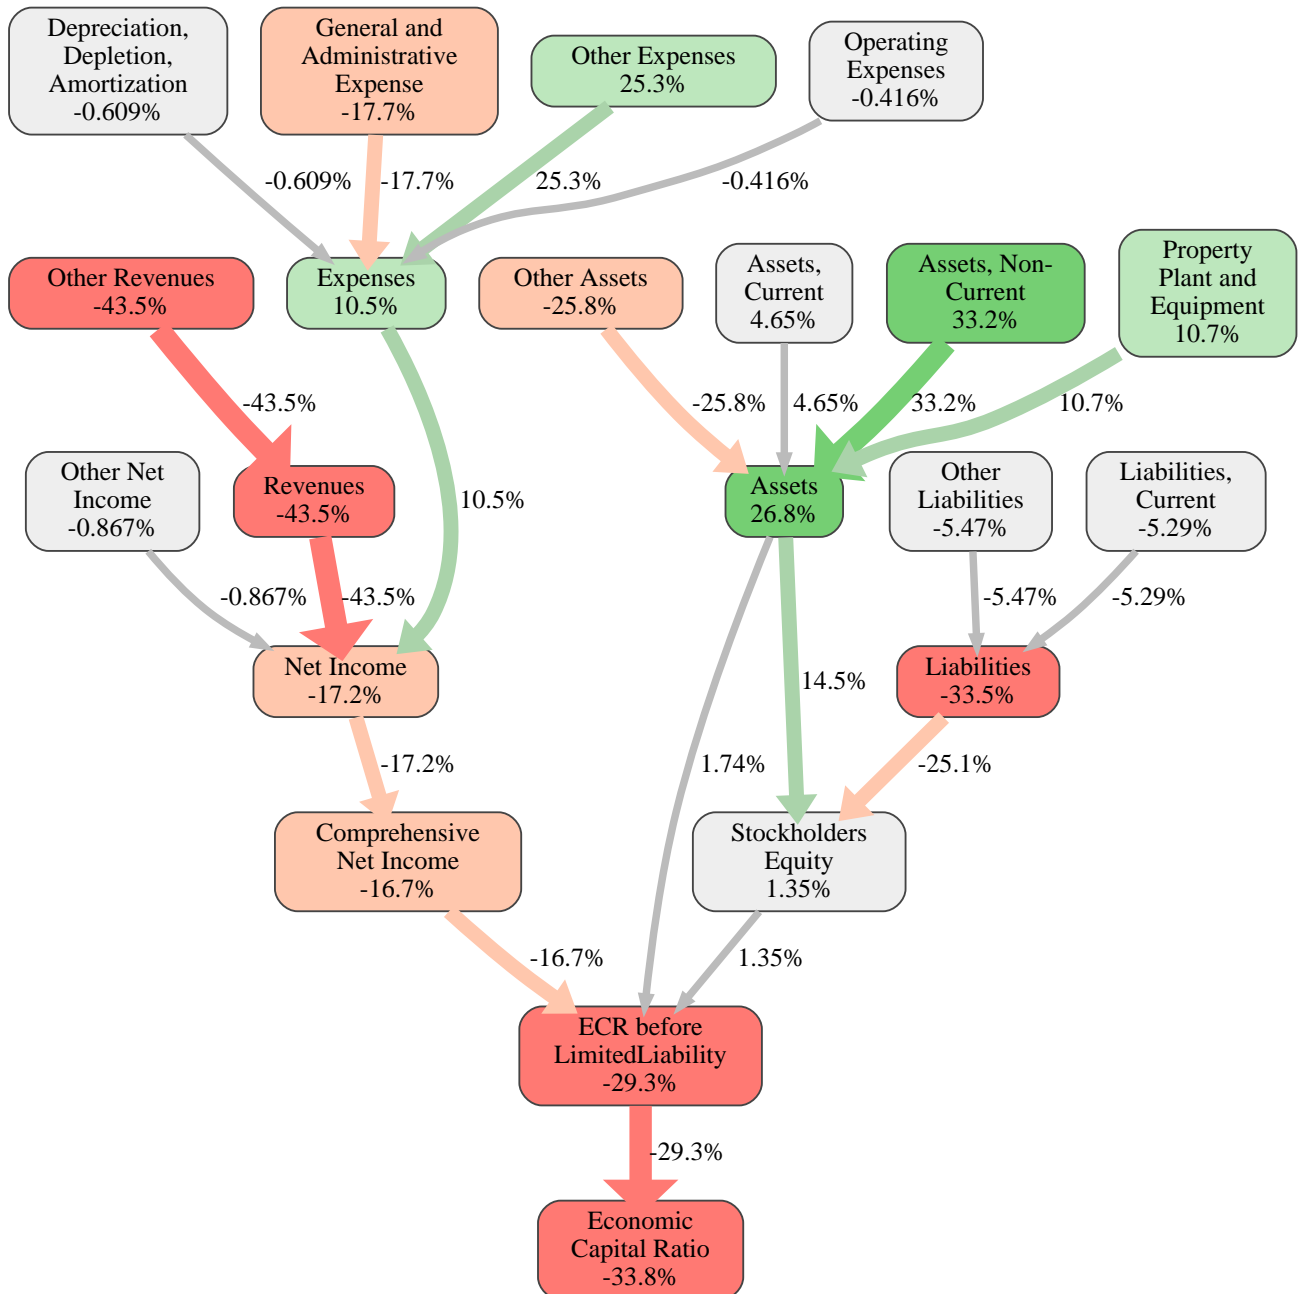 Depreciation,
Depletion,
Amortization
-0.609%
General and
Administrative
Expense
-17.7%
Other Expenses
25.3%
Operating
Expenses
-0.416%
-0.609%
-17.7%
25.3%
-0.416%
Other Revenues
-43.5%
Expenses
10.5%
Other Assets
-25.8%
Assets,
Current
4.65%
Assets, Non-
Current
33.2%
Property
Plant and
Equipment
10.7%
-43.5%
-25.8%
4.65%
33.2%
10.7%
Other Net
Income
-0.867%
Revenues
-43.5%
10.5%
Assets
26.8%
Other
Liabilities
-5.47%
Liabilities,
Current
-5.29%
-0.867%
-43.5%
-5.47%
-5.29%
Net Income
-17.2%
14.5%
Liabilities
-33.5%
-17.2%
1.74%
-25.1%
Comprehensive
Net Income
-16.7%
Stockholders
Equity
1.35%
-16.7%
1.35%
ECR before
LimitedLiability
-29.3%
-29.3%
Economic
Capital Ratio
-33.8%